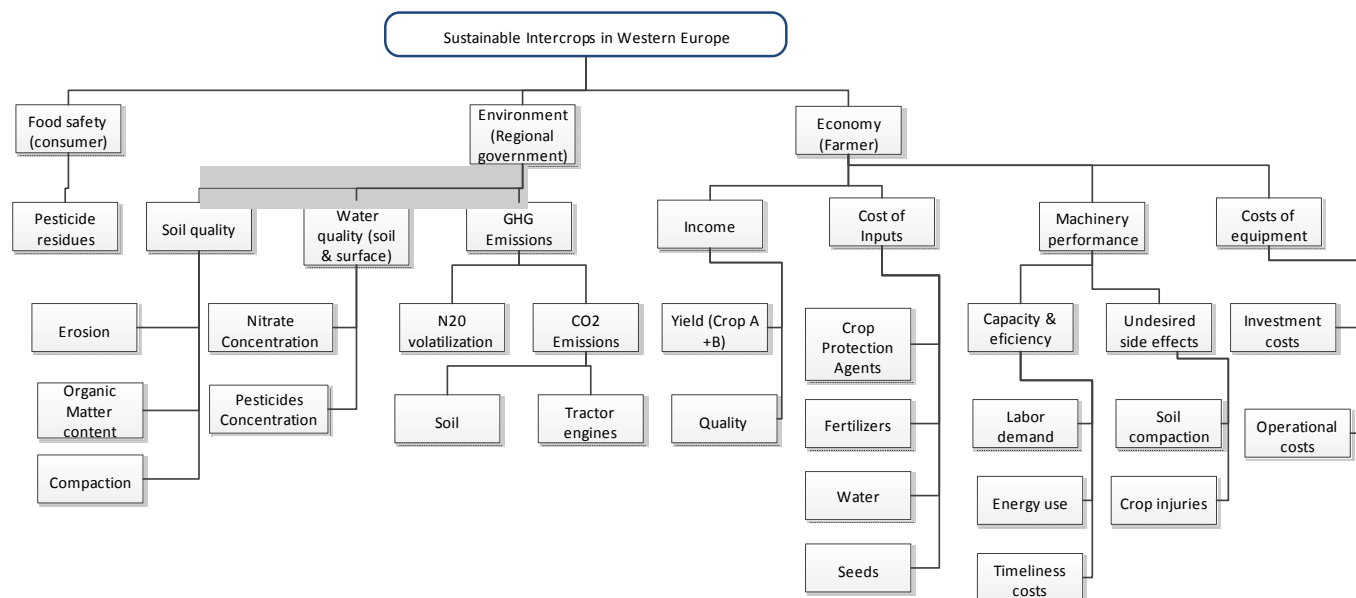 Sustainable Intercrops in Western Europe
Food safety
(consumer)
Environment
(Regional
government)
Economy
(Farmer)
Pesticide
residues
Soil quality
Water
quality (soil
& surface)
GHG
Emissions
Income
Cost of
Inputs
Machinery
performance
Costs of
equipment
Erosion
Organic
Matter
content
Compaction
Nitrate
Concentration
Pesticides
Concentration
N20
volatilization
CO2
Emissions
Soil
Tractor
engines
Yield (Crop A
+B)
Quality
Crop
Protection
Agents
Fertilizers
Water
Seeds
Capacity &
eficiency
Undesired
side effects
Labor
demand
Energy use
Timeliness
costs
Soil
compaction
Crop injuries
Investment
costs
Operational
costs